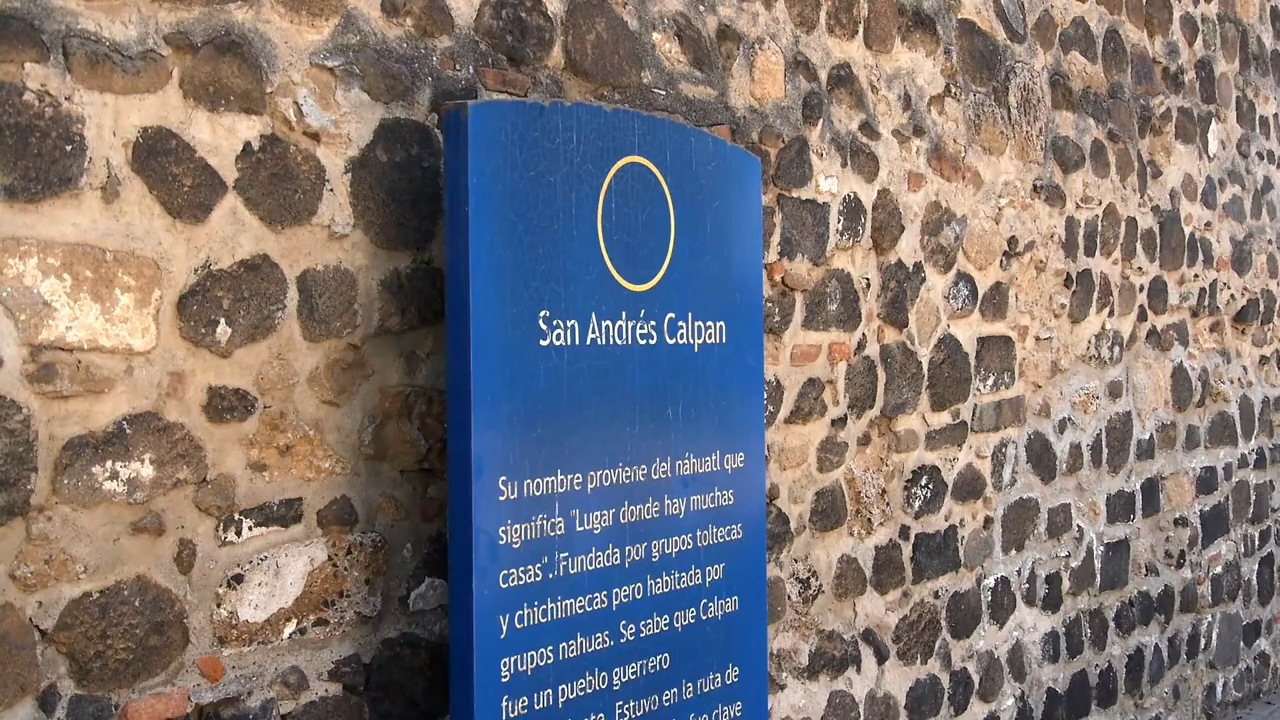 San Andrés Calpan
Su nombre proviene del náhuatl que
significa "Lugar donde hay muchas
casas". Fundada por grupos toltecas
y chichimecas pero habitada por
grupos nahuas. Se sabe que Calpan
fue un pueblo guerrero
Estuvo en la ruta de
fue clave